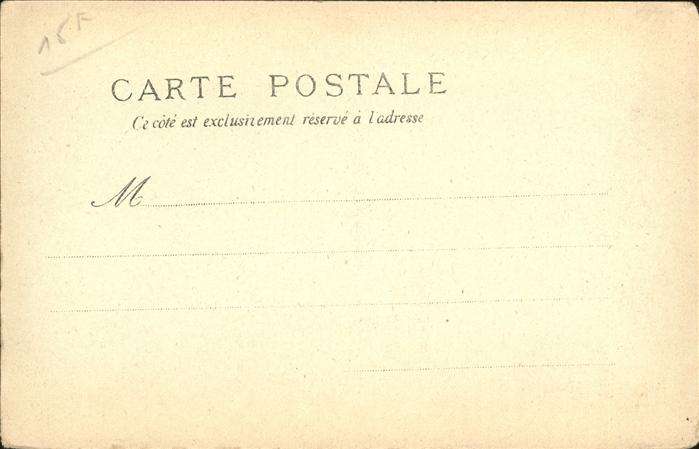 15F
CARTE POSTALE
Ce côté est exclusivement réservé à l'adresse
M